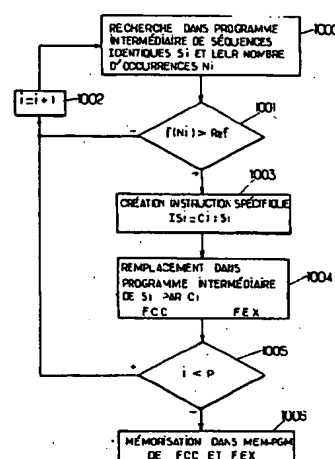 1000
RECHERCHE DANS PROGRAMME
INTERMÉDIAIRE DE SÉQUENCES
IDENTIQUES Si ET LEUR NOMBRE
D'OCCURRENCES Ni
i=i+1
1002
1001
f(Ni)> Ref
-
+
1003
CRÉATION INSTRUCTION SPÉCIFIQUE
ISi=Ci:Si
1004
REMPLACEMENT DANS
PROGRAMME INTERMÉDIAIRE
DE Si PAR Ci
FCC FEX
1005
i < P
+
-
1006
MÉMORISATION DANS MEM-PGM
DE FCC ET FEX